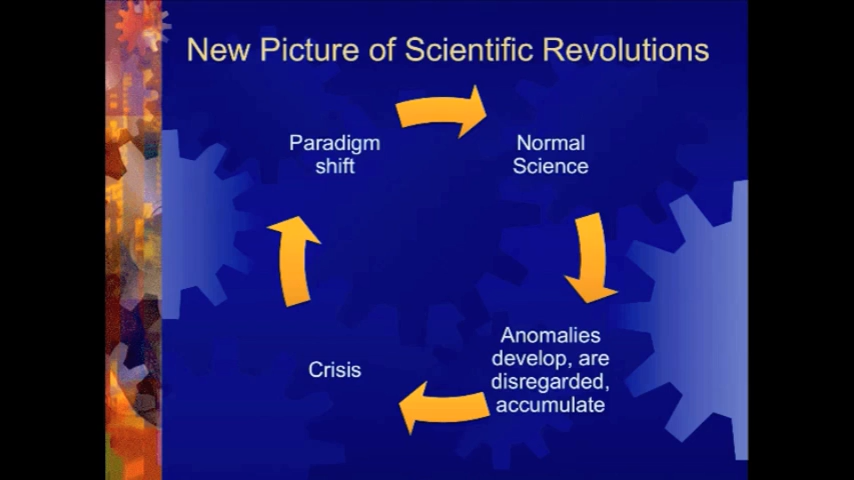 New Picture of Scientific Revolutions
Paradigm
shift
Normal
Science
Anomalies
develop, are
disregarded,
accumulate
Crisis